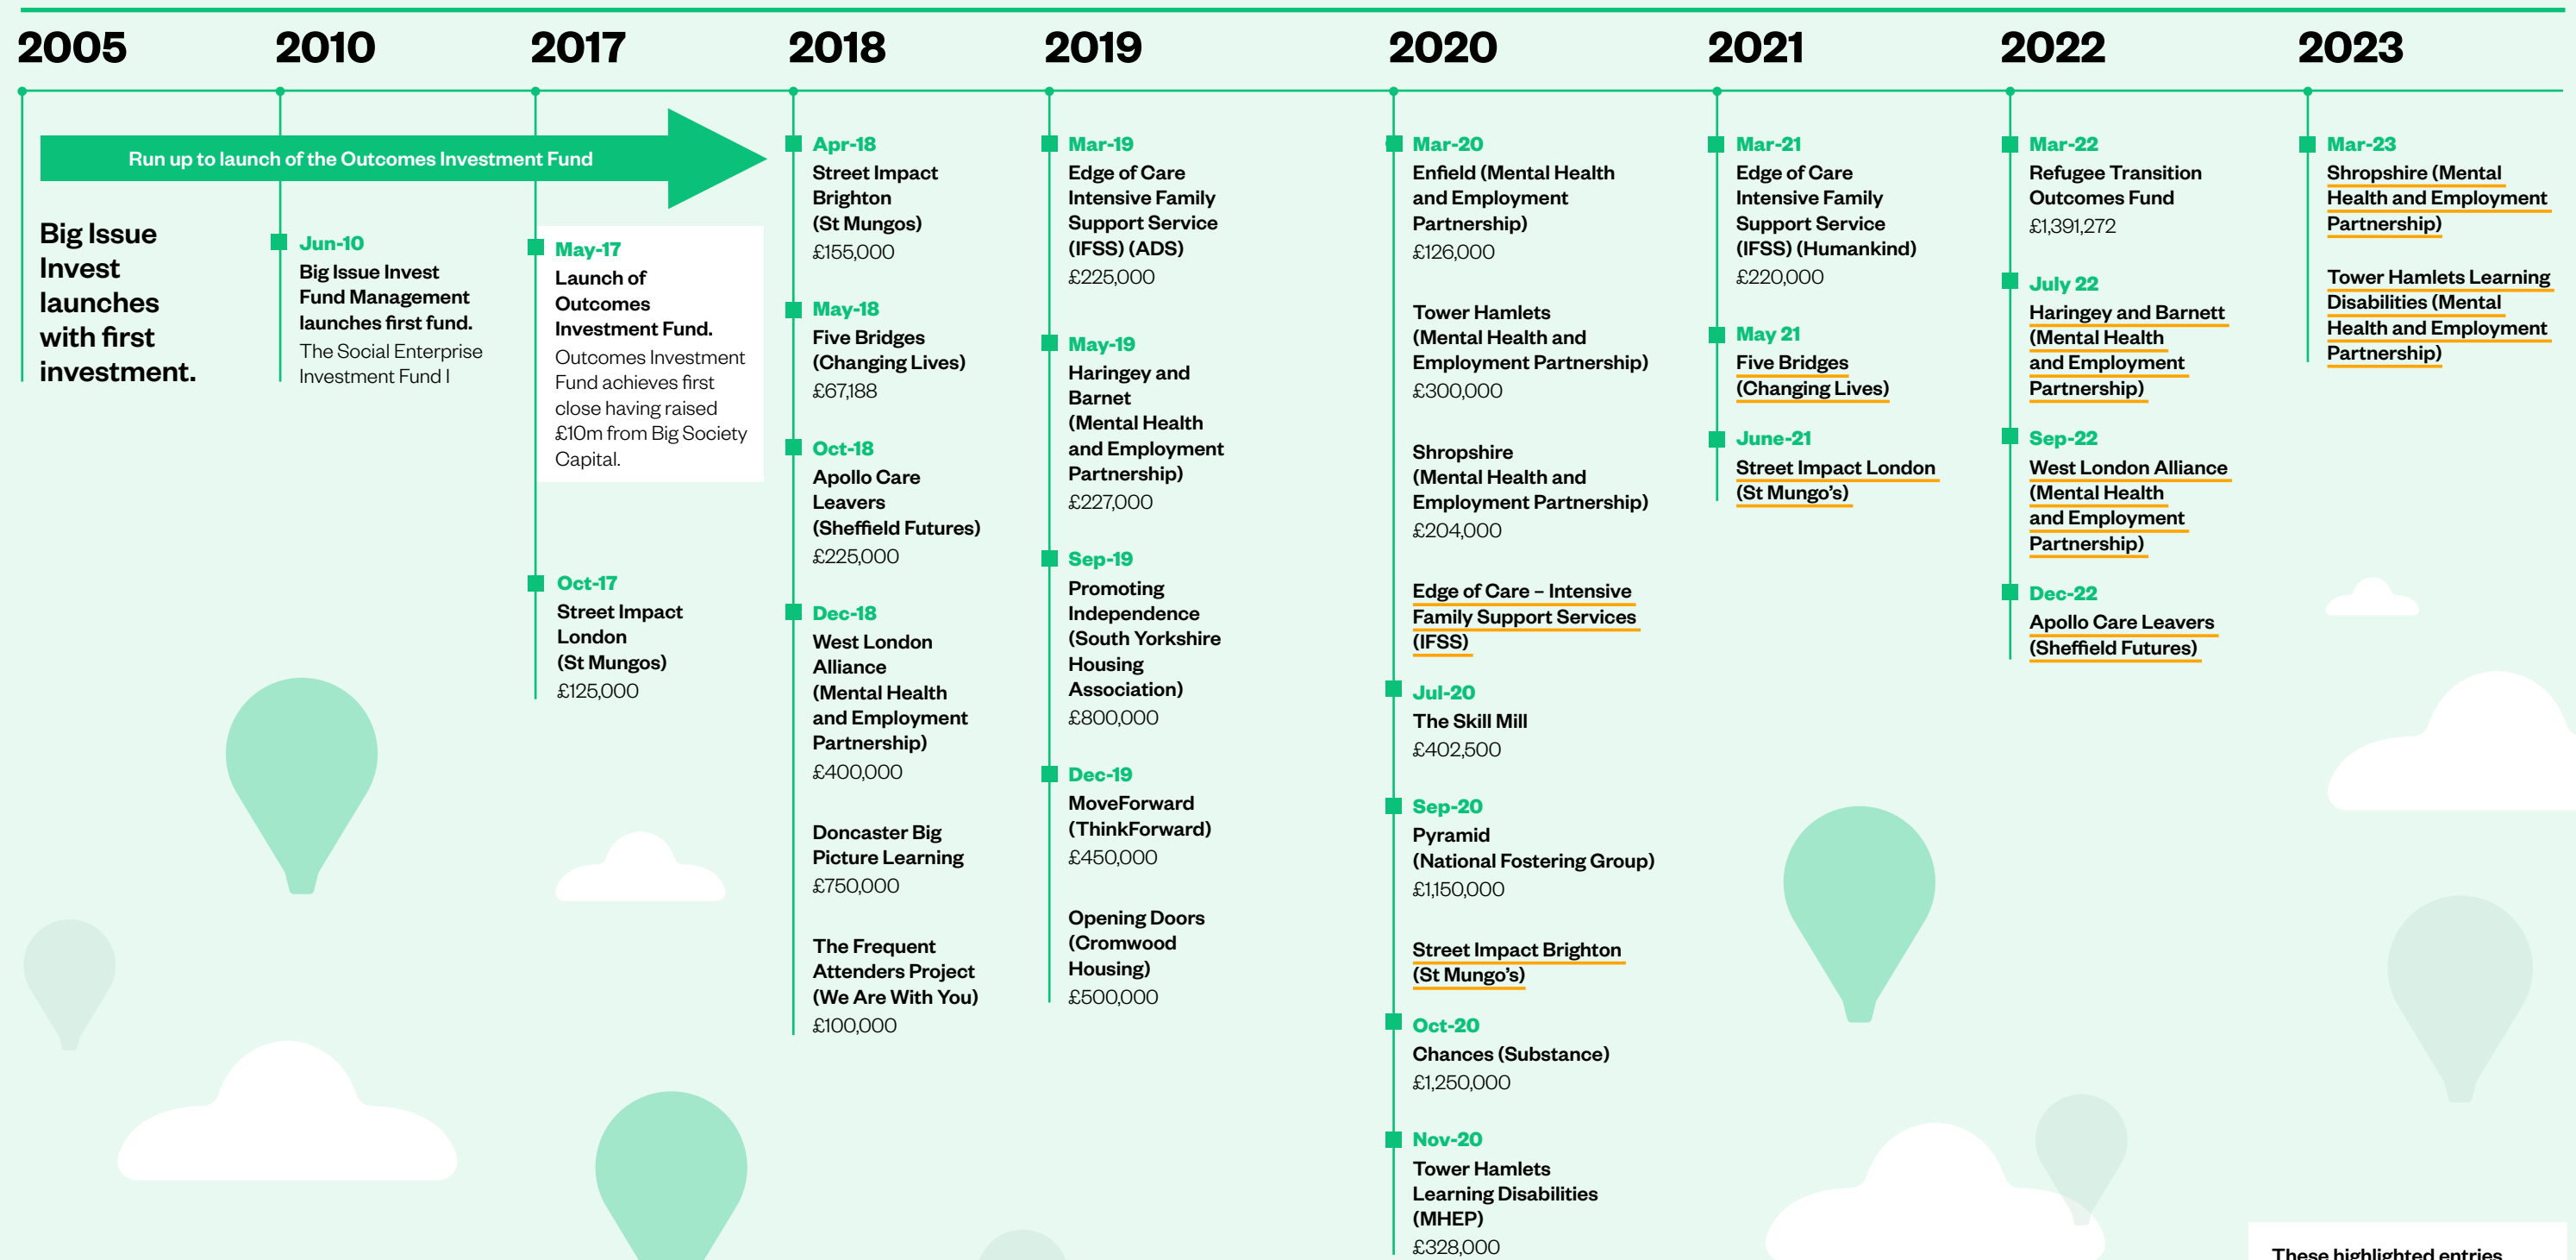 2005
2010
2017
2018
2019
2020
2021
2022
2023
Run up to launch of the Outcomes Investment Fund
Big Issue
Invest
launches
with first
investment.
Jun-10
Big Issue Invest
Fund Management
launches first fund.
The Social Enterprise
Investment Fund I
May-17
Launch of
Outcomes
Investment Fund.
Outcomes Investment
Fund achieves first
close having raised
£10m from Big Society
Capital.
Oct-17
Street Impact
London
(St Mungos)
£125,000
Apr-18
Street Impact
Brighton
(St Mungos)
£155,000
May-18
Five Bridges
(Changing Lives)
£67,188
Oct-18
Apollo Care
Leavers
(Sheffield Futures)
£225,000
Dec-18
West London
Alliance
(Mental Health
and Employment
Partnership)
£400,000
Doncaster Big
Picture Learning
£750,000
The Frequent
Attenders Project
(We Are With You)
£100,000
Mar-19
Edge of Care
Intensive Family
Support Service
(IFSS) (ADS)
£225,000
May-19
Haringey and
Barnet
(Mental Health
and Employment
Partnership)
£227,000
Sep-19
Promoting
Independence
(South Yorkshire
Housing
Association)
£800,000
Dec-19
MoveForward
(ThinkForward)
£450,000
Opening Doors
(Cromwood
Housing)
£500,000
Mar-20
Enfield (Mental Health
and Employment
Partnership)
£126,000
Tower Hamlets
(Mental Health and
Employment Partnership)
£300,000
Shropshire
(Mental Health and
Employment Partnership)
£204,000
Edge of Care – Intensive
Family Support Services
(IFSS)
Jul-20
The Skill Mill
£402,500
Sep-20
Pyramid
(National Fostering Group)
£1,150,000
Street Impact Brighton
(St Mungo's)
Oct-20
Chances (Substance)
£1,250,000
Nov-20
Tower Hamlets
Learning Disabilities
(MHEP)
£328,000
Mar-21
Edge of Care
Intensive Family
Support Service
(IFSS) (Humankind)
£220,000
May 21
Five Bridges
(Changing Lives)
June-21
Street Impact London
(St Mungo's)
Mar-22
Refugee Transition
Outcomes Fund
£1,391,272
July 22
Haringey and Barnett
(Mental Health
and Employment
Partnership)
Sep-22
West London Alliance
(Mental Health
and Employment
Partnership)
Dec-22
Apollo Care Leavers
(Sheffield Futures)
Mar-23
Shropshire (Mental
Health and Employment
Partnership)
Tower Hamlets Learning
Disabilities (Mental
Health and Employment
Partnership)
These highlighted entries